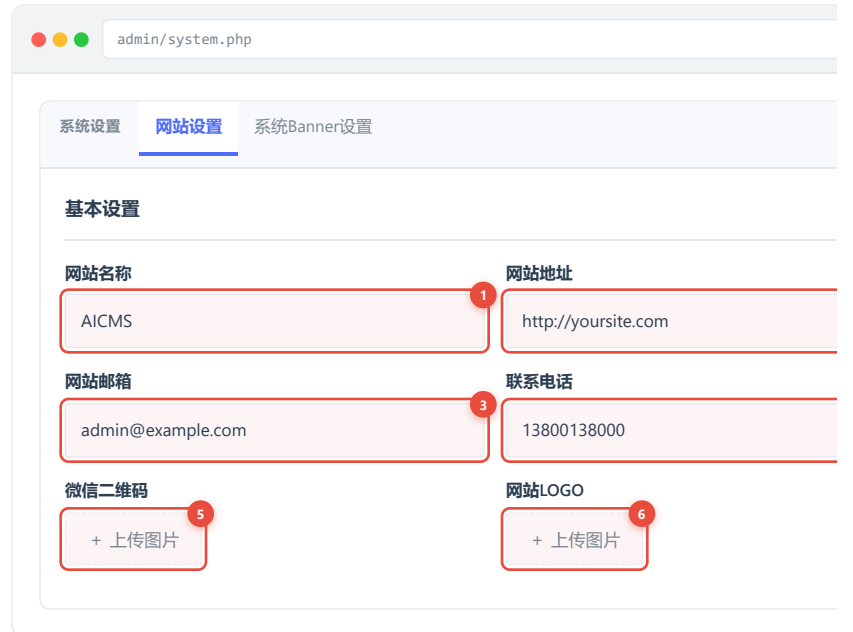 admin/system.php
系统设置 网站设置 系统Banner设置
基本设置
网站名称 网站地址
1
AICMS http://yoursite.com
网站邮箱 联系电话
3
admin@example.com 13800138000
微信二维码 网站LOGO
5 6
+ 上传图片 + 上传图片